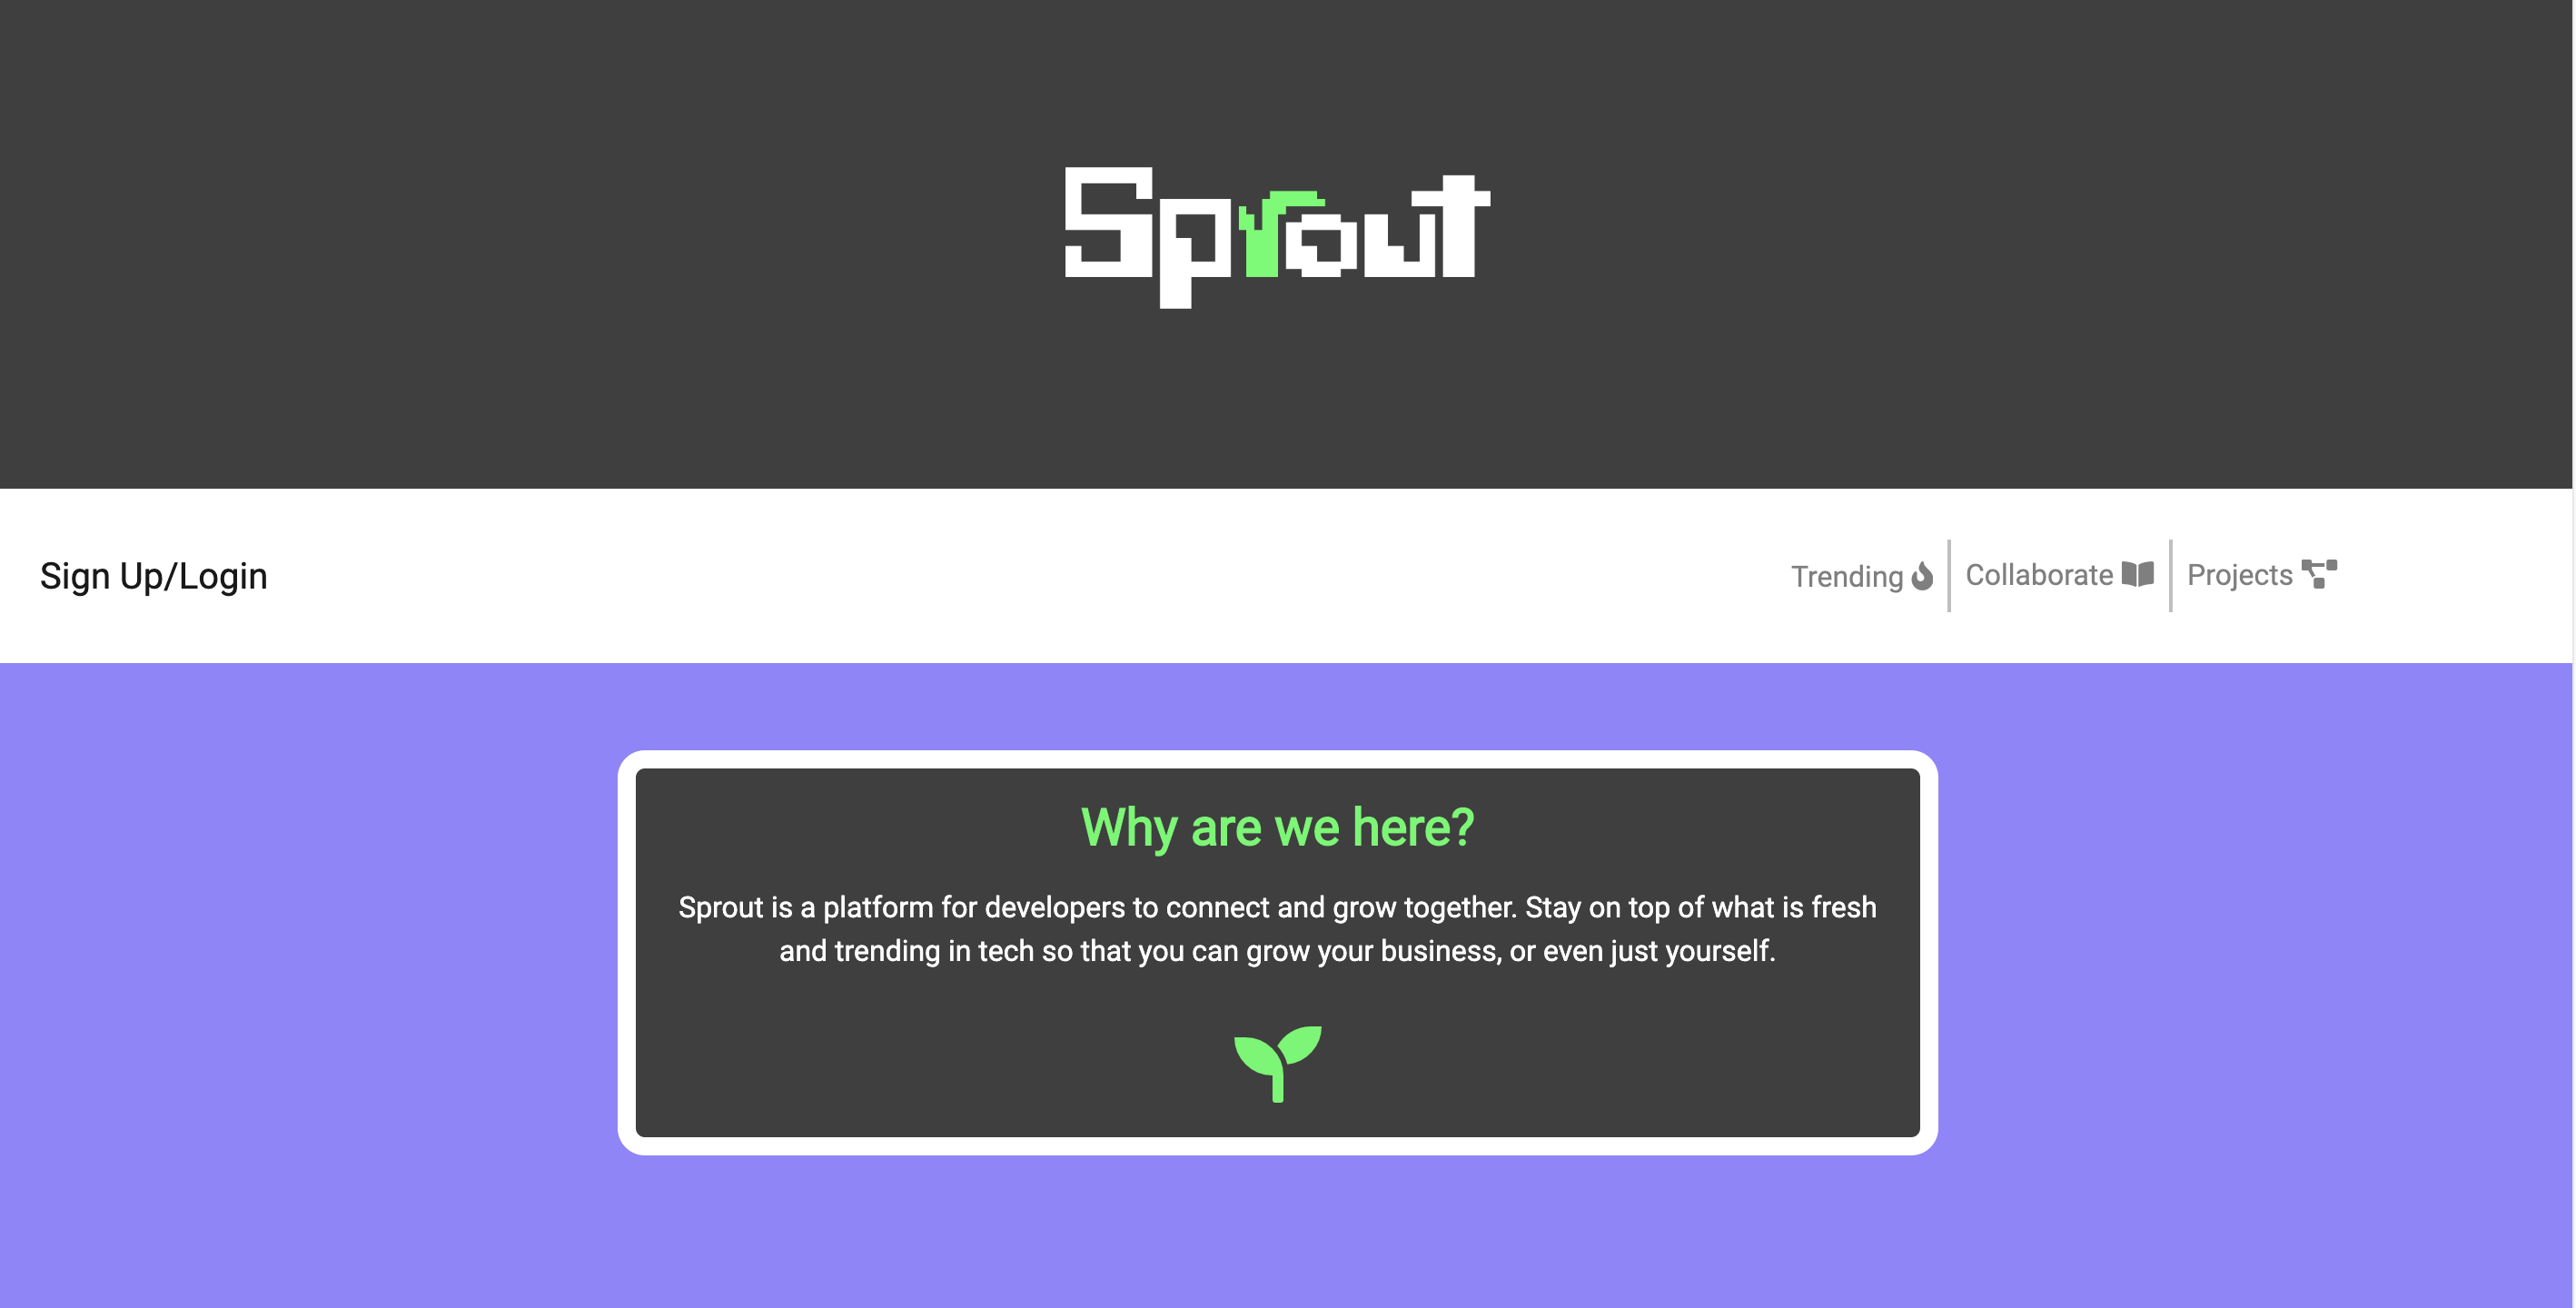 Sprout
Sign Up/Login
Trending
Collaborate
Projects
Why are we here?
Sprout is a platform for developers to connect and grow together. Stay on top of what is fresh
and trending in tech so that you can grow your business, or even just yourself.